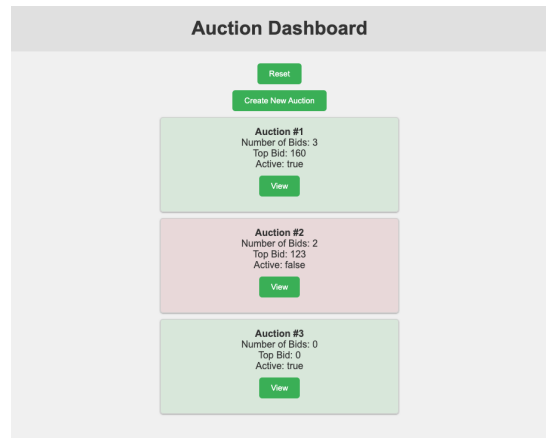 Auction Dashboard
Reset
Create New Auction
Auction #1
Number of Bids: 3
Top Bid: 160
Active: true
View
Auction #2
Number of Bids: 2
Top Bid: 123
Active: false
View
Auction #3
Number of Bids: 0
Top Bid: 0
Active: true
View